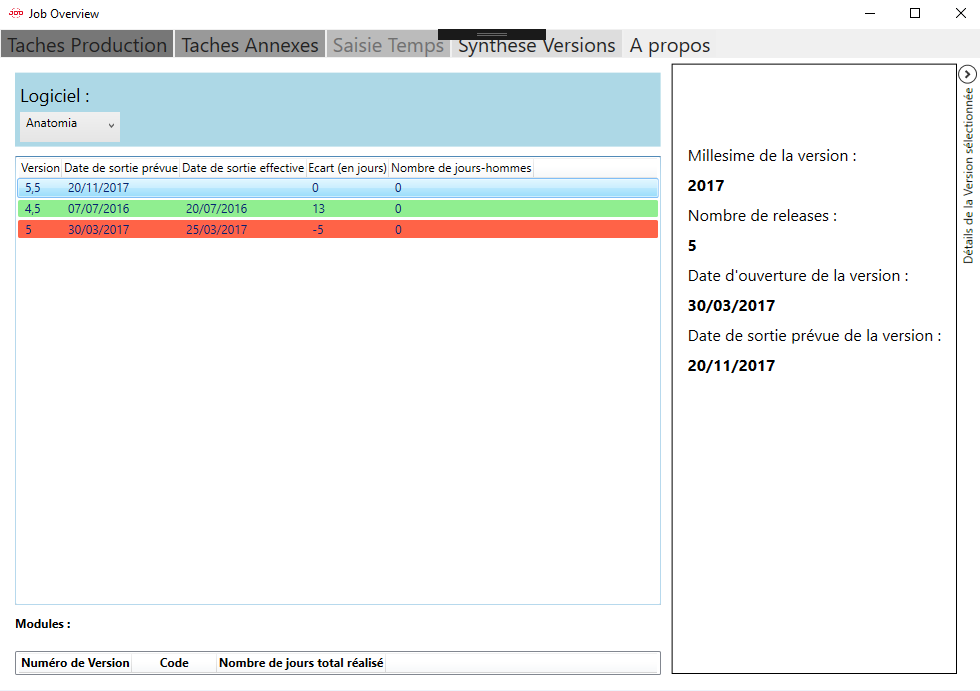 Job Overview
Taches Production Taches Annexes Saisie Temps Synthèse Versions A propos
Logiciel :
Anatomia
Version Date de sortie prévue Date de sortie effective Ecart (en jours) Nombre de jours-hommes
5,5 20/11/2017 0 0
4,5 07/07/2016 20/07/2016 13 0
5 30/03/2017 25/03/2017 -5 0
Modules :
Numéro de Version Code Nombre de jours total réalisé
Millesime de la version :
2017
Nombre de releases :
5
Date d'ouverture de la version :
30/03/2017
Date de sortie prévue de la version :
20/11/2017
Détails de la Version sélectionnée